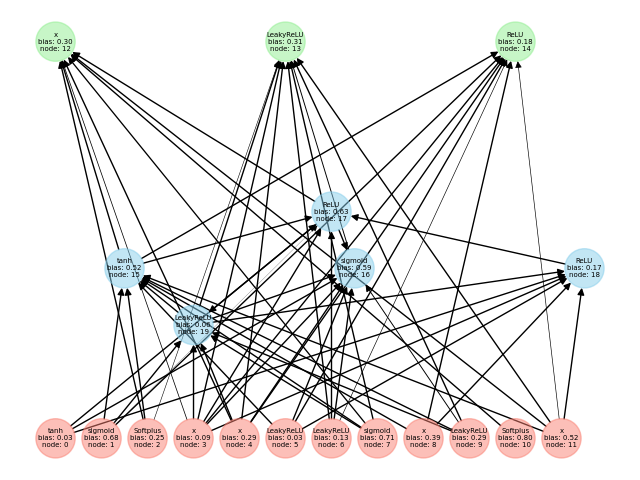 x
bias: 0.30
node: 12
LeakyReLU
bias: 0.31
node: 13
ReLU
bias: 0.18
node: 14
ReLU
bias: 0.63
node: 17
tanh
bias: 0.52
node: 15
sigmoid
bias: 0.59
node: 16
ReLU
bias: 0.17
node: 18
LeakyReLU
bias: 0.06
node: 19
tanh
bias: 0.03
node: 0
sigmoid
bias: 0.68
node: 1
Softplus
bias: 0.25
node: 2
x
bias: 0.09
node: 3
x
bias: 0.29
node: 4
LeakyReLU
bias: 0.03
node: 5
LeakyReLU
bias: 0.13
node: 6
sigmoid
bias: 0.71
node: 7
x
bias: 0.39
node: 8
LeakyReLU
bias: 0.29
node: 9
Softplus
bias: 0.80
node: 10
x
bias: 0.52
node: 11